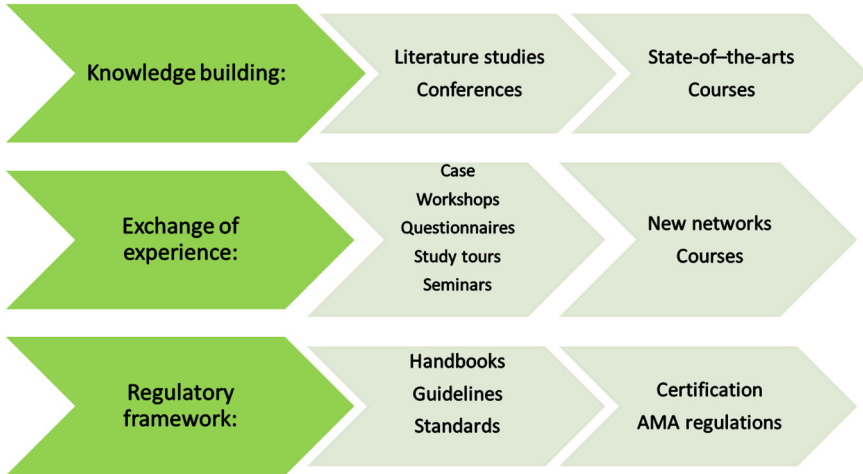 Knowledge building:
Literature studies
Conferences
State-of–the-arts
Courses
Exchange of
experience:
Case
Workshops
Questionnaires
Study tours
Seminars
New networks
Courses
Regulatory
framework:
Handbooks
Guidelines
Standards
Certification
AMA regulations